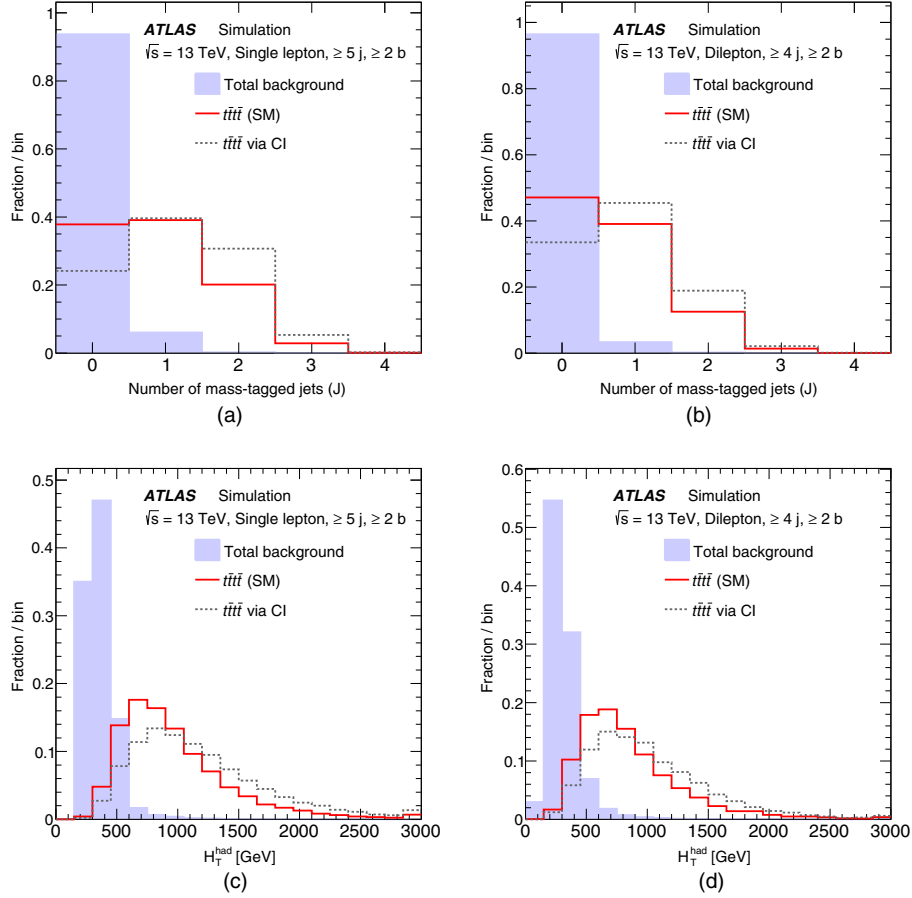 ATLAS Simulation
√s = 13 TeV, Single lepton, ≥ 5 j, ≥ 2 b
Total background
tt̄tt̄ (SM)
tt̄tt̄ via CI
Fraction / bin
1
0.8
0.6
0.4
0.2
0
0 1 2 3 4
Number of mass-tagged jets (J)
(a)
ATLAS Simulation
√s = 13 TeV, Dilepton, ≥ 4 j, ≥ 2 b
Total background
tt̄tt̄ (SM)
tt̄tt̄ via CI
Fraction / bin
1
0.8
0.6
0.4
0.2
0
0 1 2 3 4
Number of mass-tagged jets (J)
(b)
ATLAS Simulation
√s = 13 TeV, Single lepton, ≥ 5 j, ≥ 2 b
Total background
tt̄tt̄ (SM)
tt̄tt̄ via CI
Fraction / bin
0.5
0.4
0.3
0.2
0.1
0
0 500 1000 1500 2000 2500 3000
H_T^had [GeV]
(c)
ATLAS Simulation
√s = 13 TeV, Dilepton, ≥ 4 j, ≥ 2 b
Total background
tt̄tt̄ (SM)
tt̄tt̄ via CI
Fraction / bin
0.6
0.5
0.4
0.3
0.2
0.1
0
0 500 1000 1500 2000 2500 3000
H_T^had [GeV]
(d)